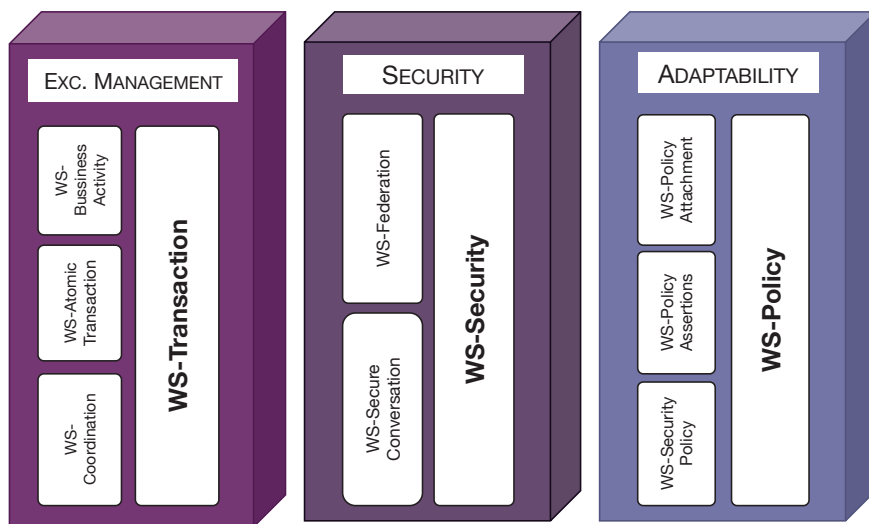 EXC. MANAGEMENT
WS-
Bussiness
Activity
WS-Atomic
Transaction
WS-
Coordination
WS-Transaction
SECURITY
WS-Federation
WS-Secure
Conversation
WS-Security
ADAPTABILITY
WS-Policy
Attachment
WS-Policy
Assertions
WS-Security
Policy
WS-Policy